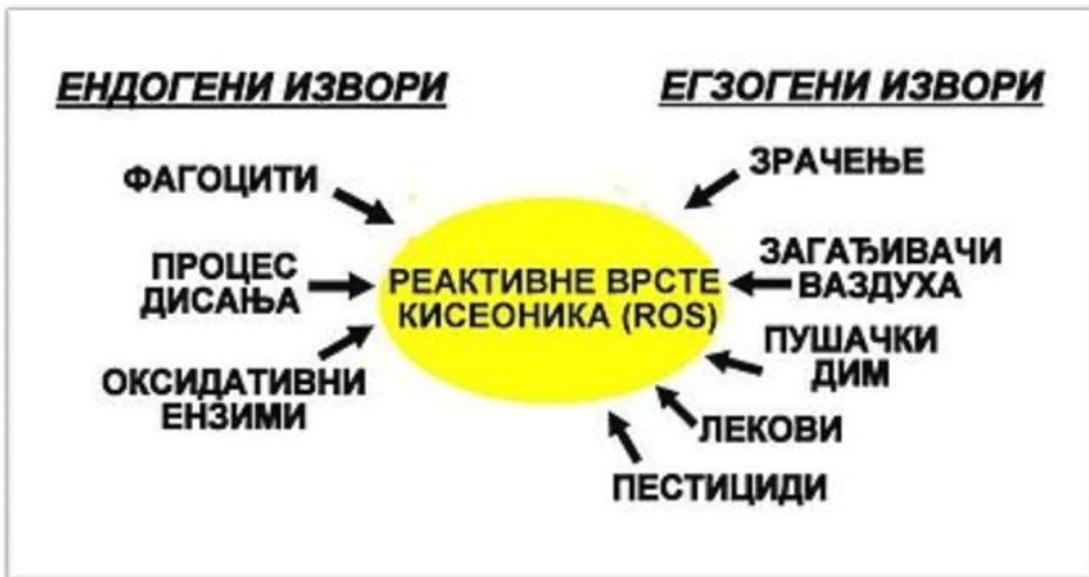 ЕНДОГЕНИ ИЗВОРИ
ФАГОЦИТИ
ПРОЦЕС
ДИСАЊА
ОКСИДАТИВНИ
ЕНЗИМИ
РЕАКТИВНЕ ВРСТЕ
КИСЕОНИКА (ROS)
ЕГЗОГЕНИ ИЗВОРИ
ЗРАЧЕЊЕ
ЗАГАЂИВАЧИ
ВАЗДУХА
ПУШАЧКИ
ДИМ
ЛЕКОВИ
ПЕСТИЦИДИ